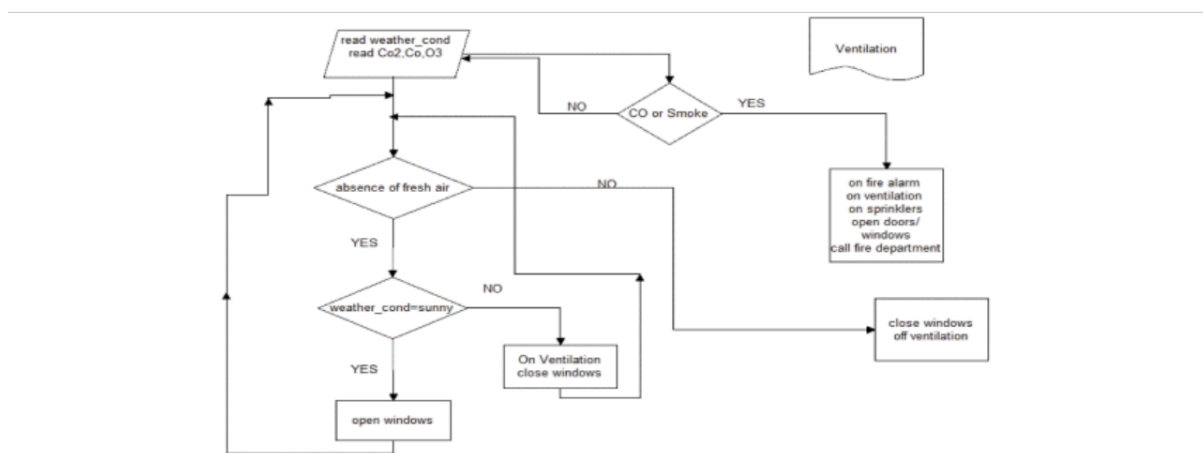 read weather_cond
read Co2,Co,O3
Ventilation
NO
CO or Smoke
YES
absence of fresh air
NO
on fire alarm
on ventilation
on sprinklers
open doors/
windows
call fire department
YES
weather_cond=sunny
NO
close windows
off ventilation
On Ventilation
close windows
YES
open windows